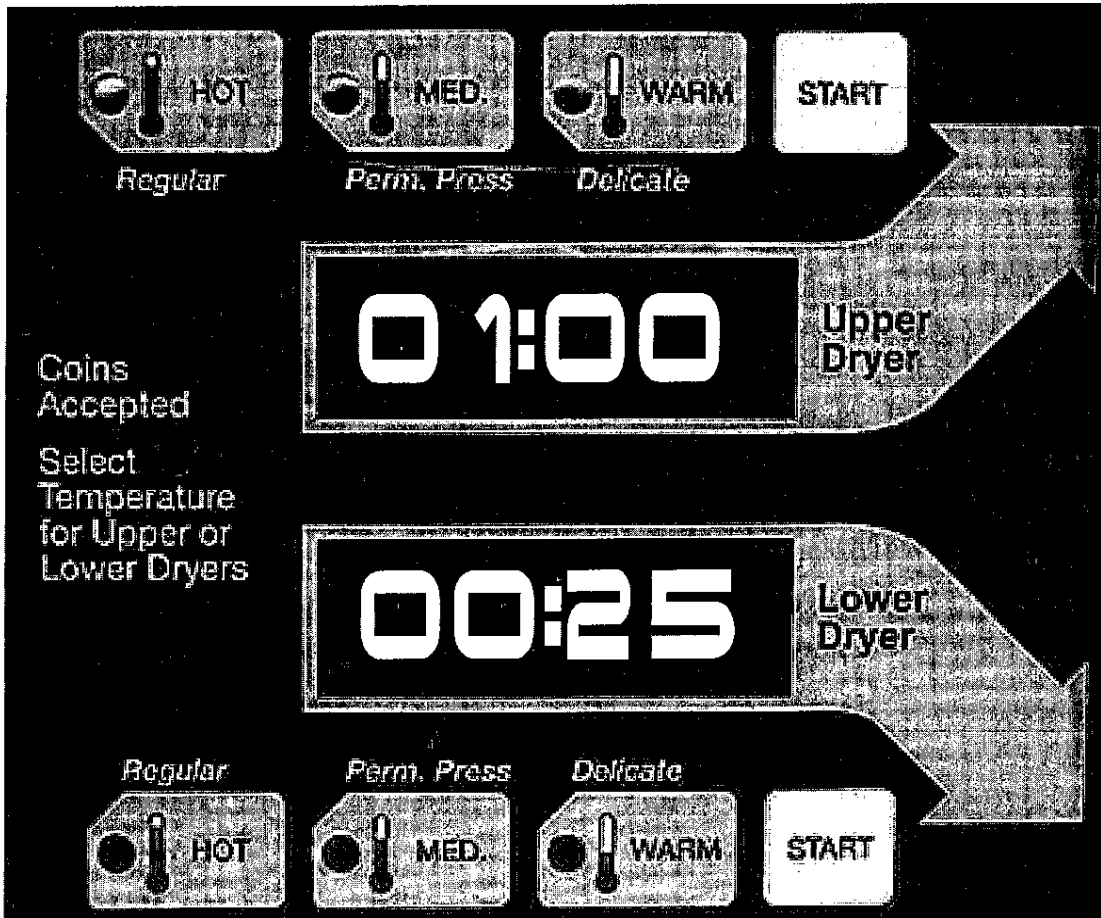 HOT MED. WARM START
Regular Perm. Press Delicate
01:00
Upper
Dryer
Coins
Accepted
Select
Temperature
for Upper or
Lower Dryers
00:25
Lower
Dryer
Regular Perm. Press Delicate
HOT MED. WARM START